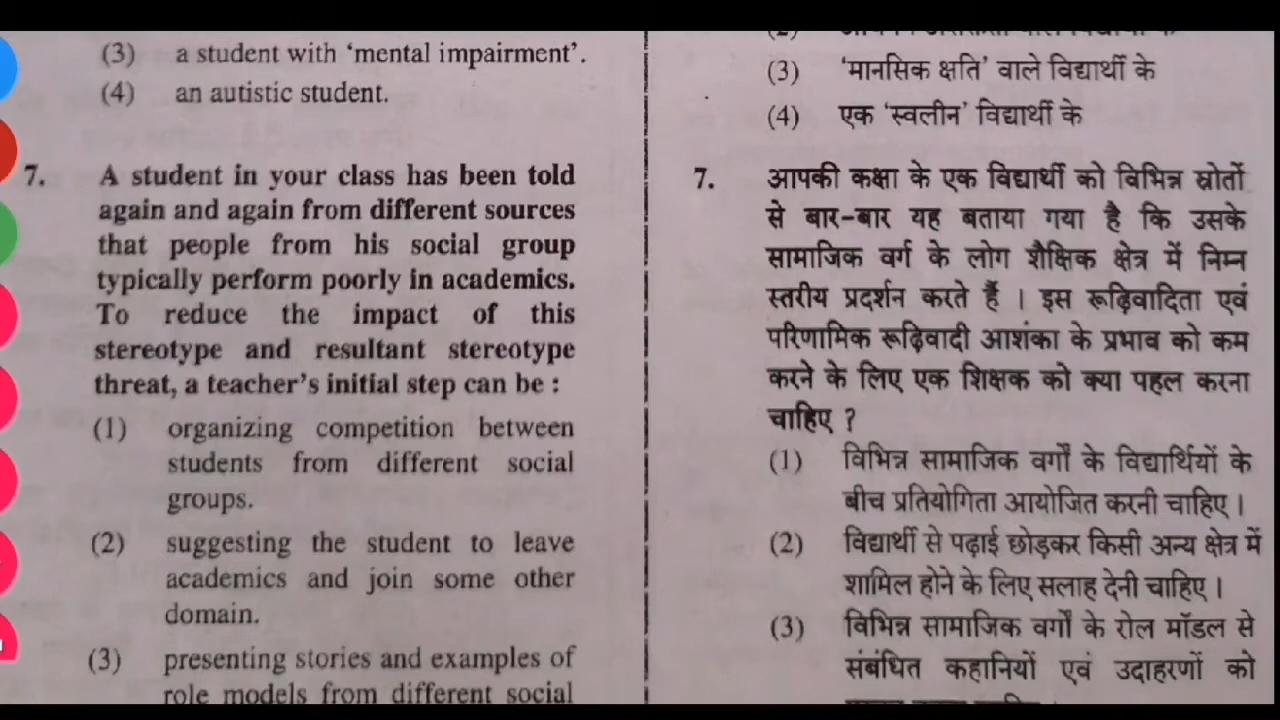 (3) a student with ‘mental impairment’.
(4) an autistic student.
7. A student in your class has been told
again and again from different sources
that people from his social group
typically perform poorly in academics.
To reduce the impact of this
stereotype and resultant stereotype
threat, a teacher’s initial step can be :
(1) organizing competition between
students from different social
groups.
(2) suggesting the student to leave
academics and join some other
domain.
(3) presenting stories and examples of
role models from different social
(3) ‘मानसिक क्षति’ वाले विद्यार्थी के
(4) एक ‘स्वलीन’ विद्यार्थी के
7. आपकी कक्षा के एक विद्यार्थी को विभिन्न स्रोतों
से बार-बार यह बताया गया है कि उसके
सामाजिक वर्ग के लोग शैक्षिक क्षेत्र में निम्न
स्तरीय प्रदर्शन करते हैं । इस रूढ़िवादिता एवं
परिणामिक रूढ़िवादी आशंका के प्रभाव को कम
करने के लिए एक शिक्षक को क्या पहल करना
चाहिए ?
(1) विभिन्न सामाजिक वर्गों के विद्यार्थियों के
बीच प्रतियोगिता आयोजित करनी चाहिए ।
(2) विद्यार्थी से पढ़ाई छोड़कर किसी अन्य क्षेत्र में
शामिल होने के लिए सलाह देनी चाहिए ।
(3) विभिन्न सामाजिक वर्गों के रोल मॉडल से
संबंधित कहानियों एवं उदाहरणों को